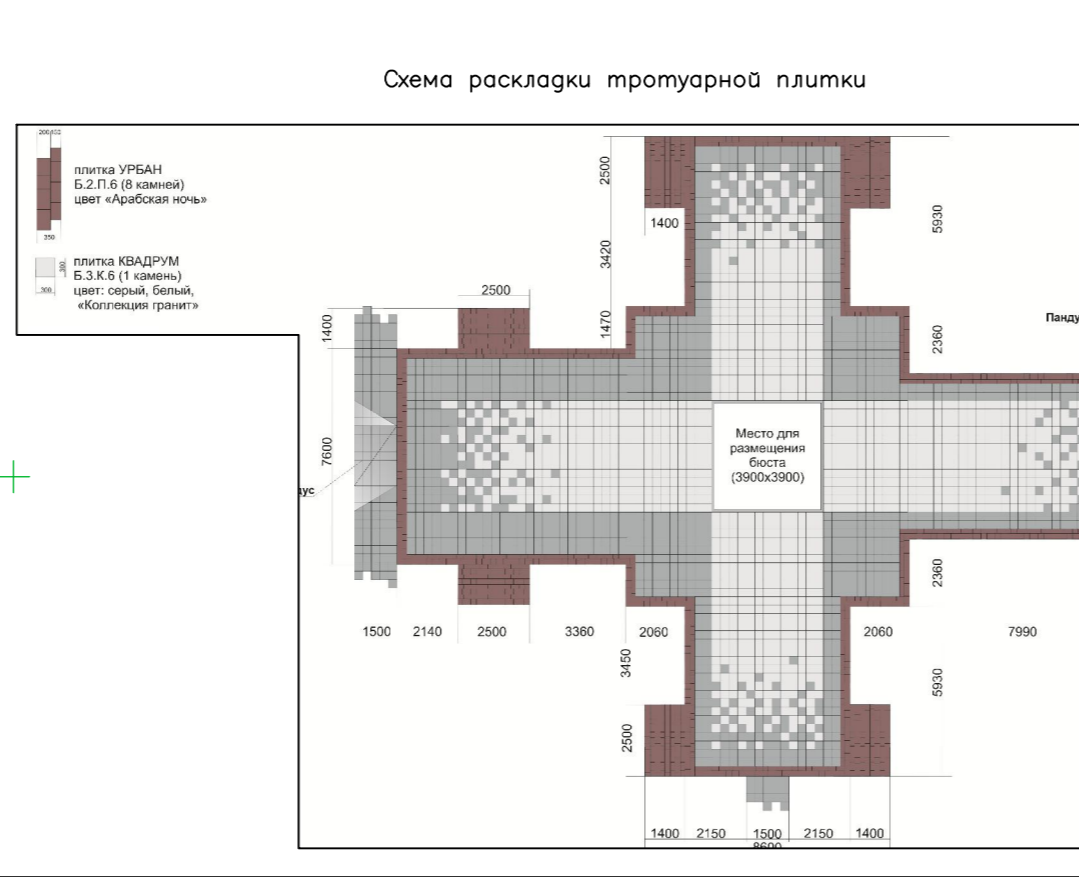 Схема раскладки тротуарной плитки
200 150
плитка УРБАН
Б.2.П.6 (8 камней)
цвет «Арабская ночь»
350
плитка КВАДРУМ
Б.3.К.6 (1 камень)
цвет: серый, белый,
«Коллекция гранит»
300
300
2500
1400
3420
1470
5930
2360
Панду
2500
1400
7600
дус
Место для
размещения
бюста
(3900х3900)
2360
1500 2140 2500 3360 2060 2060 7990
3450
5930
2500
1400 2150 1500 2150 1400
8600